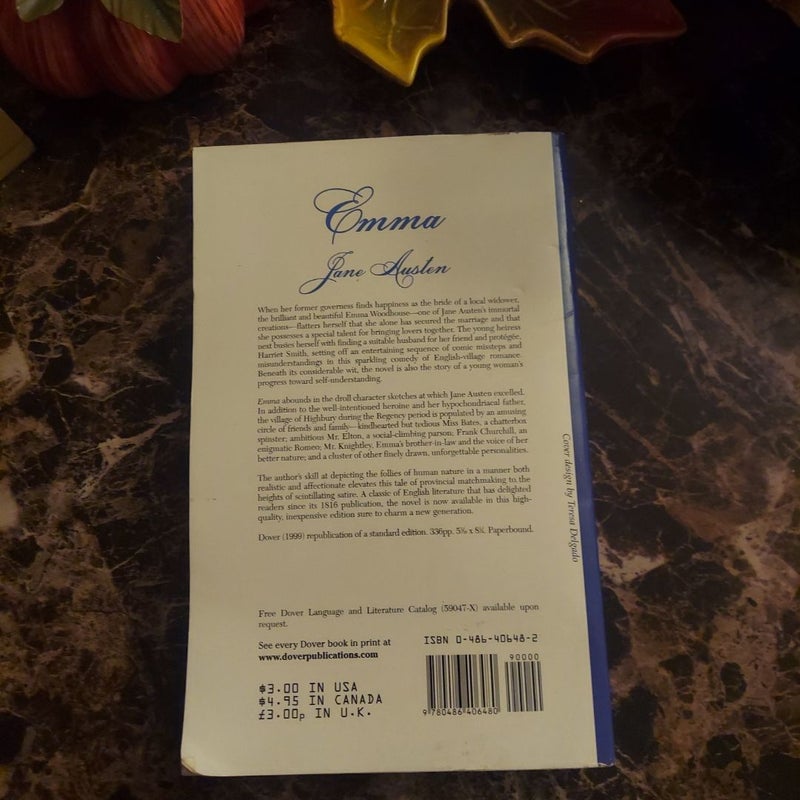 Emma
Jane Austen
When her former governess finds happiness as the bride of a local widower,
the brilliant and beautiful Emma Woodhouse—one of Jane Austen's immortal
creations—flatters herself that she alone has secured the marriage and that
she possesses a special talent for bringing lovers together. The young heiress
next busies herself with finding a suitable husband for her friend and protégée,
Harriet Smith, setting off an entertaining sequence of comic missteps and
misunderstandings in this sparkling comedy of English-village romance.
Beneath its considerable wit, the novel is also the story of a young woman's
progress toward self-understanding.
Emma abounds in the droll character sketches at which Jane Austen excelled.
In addition to the well-intentioned heroine and her hypochondriacal father,
the village of Highbury during the Regency period is populated by an amusing
circle of friends and family—kindhearted but tedious Miss Bates, a chatterbox
spinster; ambitious Mr. Elton, a social-climbing parson; Frank Churchill, an
enigmatic Romeo; Mr. Knightley, Emma's brother-in-law and the voice of her
better nature; and a cluster of other finely drawn, unforgettable personalities.
The author's skill at depicting the follies of human nature in a manner both
realistic and affectionate elevates this tale of provincial matchmaking to the
heights of scintillating satire. A classic of English literature that has delighted
readers since its 1816 publication, the novel is now available in this high-
quality, inexpensive edition sure to charm a new generation.
Dover (1999) republication of a standard edition. 336pp. x Paperbound.
Cover design by Teresa Delgado
Free Dover Language and Literature Catalog (59047-X) available upon
request.
See every Dover book in print at
www.doverpublications.com
ISBN 0-486-40648-2
90000
9 780486 406480
$3.00 IN USA
$4.95 IN CANADA
£3.00p IN U.K.